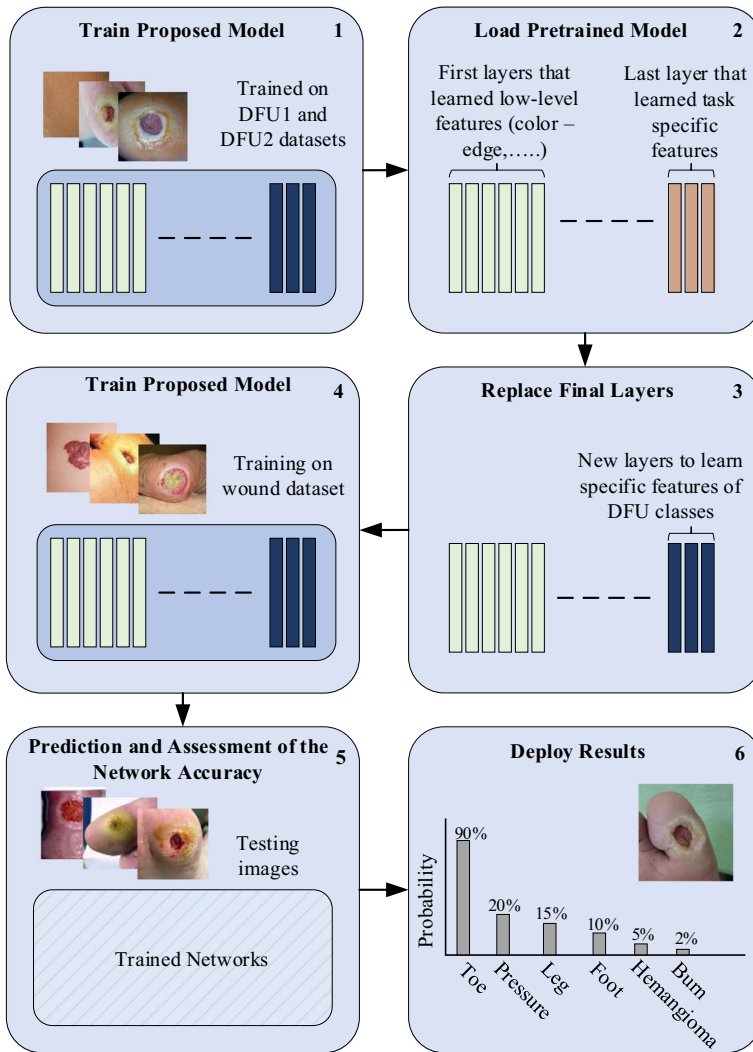 Train Proposed Model 1
Trained on
DFU1 and
DFU2 datasets
Load Pretrained Model 2
First layers that
learned low-level
features (color –
edge,…..)
Last layer that
learned task
specific
features
Replace Final Layers 3
New layers to learn
specific features of
DFU classes
Train Proposed Model 4
Training on
wound dataset
Prediction and Assessment of the
Network Accuracy 5
Testing
images
Trained Networks
Deploy Results 6
Probability
90%
20%
15%
10%
5%
2%
Toe
Pressure
Leg
Foot
Hemangioma
Burn